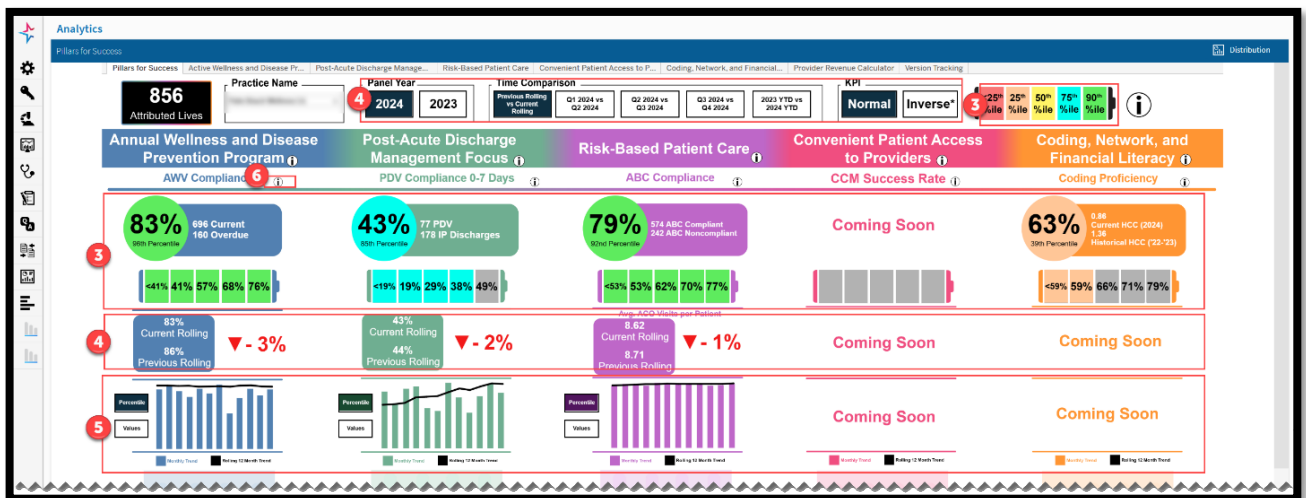 Analytics
Pillars for Success
Distribution
Pillars for Success
Active Wellness and Disease Pr...
Post-Acute Discharge Manage...
Risk-Based Patient Care
Convenient Patient Access to P...
Coding, Network, and Financial...
Provider Revenue Calculator
Version Tracking
856
Attributed Lives
Practice Name
Panel Year
2024
2023
Time Comparison
Previous Rolling
vs Current
Rolling
Q1 2024 vs
Q2 2024
Q2 2024 vs
Q3 2024
Q3 2024 vs
Q4 2024
2023 YTD vs
2024 YTD
KPI
Normal
Inverse*
<25th %ile
25th %ile
50th %ile
75th %ile
90th %ile
4
3
Annual Wellness and Disease
Prevention Program
Post-Acute Discharge
Management Focus
Risk-Based Patient Care
Convenient Patient Access
to Providers
Coding, Network, and
Financial Literacy
AWV Compliance
6
PDV Compliance 0-7 Days
ABC Compliance
CCM Success Rate
Coding Proficiency
3
83%
98th Percentile
696 Current
160 Overdue
43%
85th Percentile
77 PDV
178 IP Discharges
79%
92nd Percentile
574 ABC Compliant
242 ABC Noncompliant
Coming Soon
63%
39th Percentile
0.86
Current HCC (2024)
1.36
Historical HCC ('22-'23)
<41% 41% 57% 68% 76%
<19% 19% 29% 38% 49%
<53% 53% 62% 70% 77%
<59% 59% 66% 71% 79%
Avg. ACO Visits per Patient
4
83%
Current Rolling
86%
Previous Rolling
▼- 3%
43%
Current Rolling
44%
Previous Rolling
▼- 2%
8.62
Current Rolling
8.71
Previous Rolling
▼- 1%
Coming Soon
Coming Soon
5
Percentile
Values
Percentile
Values
Percentile
Values
Coming Soon
Coming Soon
Monthly Trend
Rolling 12 Month Trend
Monthly Trend
Rolling 12 Month Trend
Monthly Trend
Rolling 12 Month Trend
Monthly Trend
Rolling 12 Month Trend
Monthly Trend
Rolling 12 Month Trend